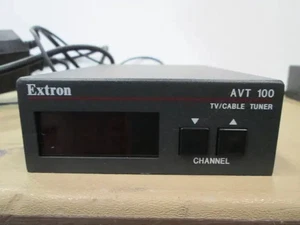 Extron
AVT 100
TV/CABLE TUNER
▼ ▲
CHANNEL